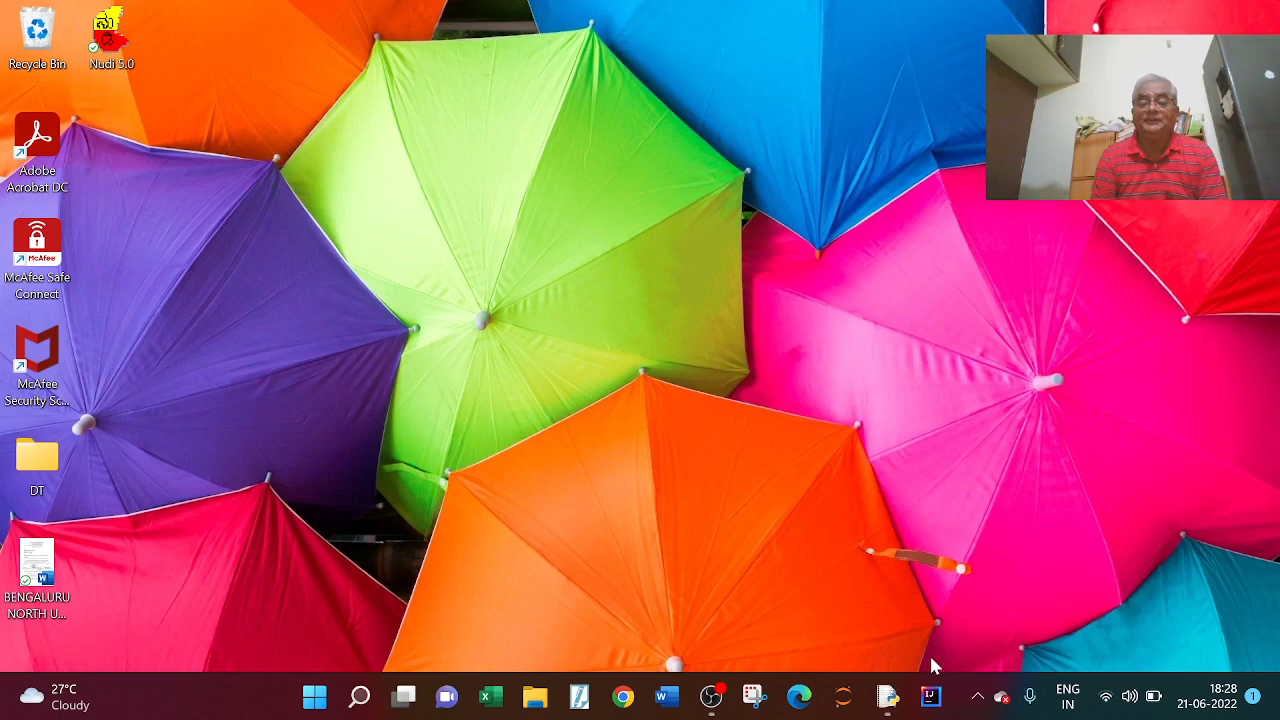 Recycle Bin
Nudi 5.0
Adobe
Acrobat DC
McAfee
McAfee Safe
Connect
McAfee
Security Sc...
DT
BENGALURU
NORTH U...
27°C
Cloudy
ENG
IN
18:28
21-06-2022
1